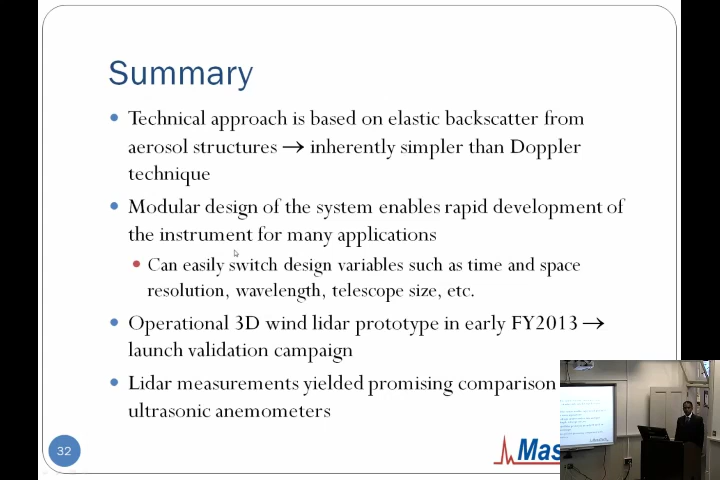 Summary
Technical approach is based on elastic backscatter from
aerosol structures → inherently simpler than Doppler
technique
Modular design of the system enables rapid development of
the instrument for many applications
Can easily switch design variables such as time and space
resolution, wavelength, telescope size, etc.
Operational 3D wind lidar prototype in early FY2013 →
launch validation campaign
Lidar measurements yielded promising comparison
ultrasonic anemometers
32